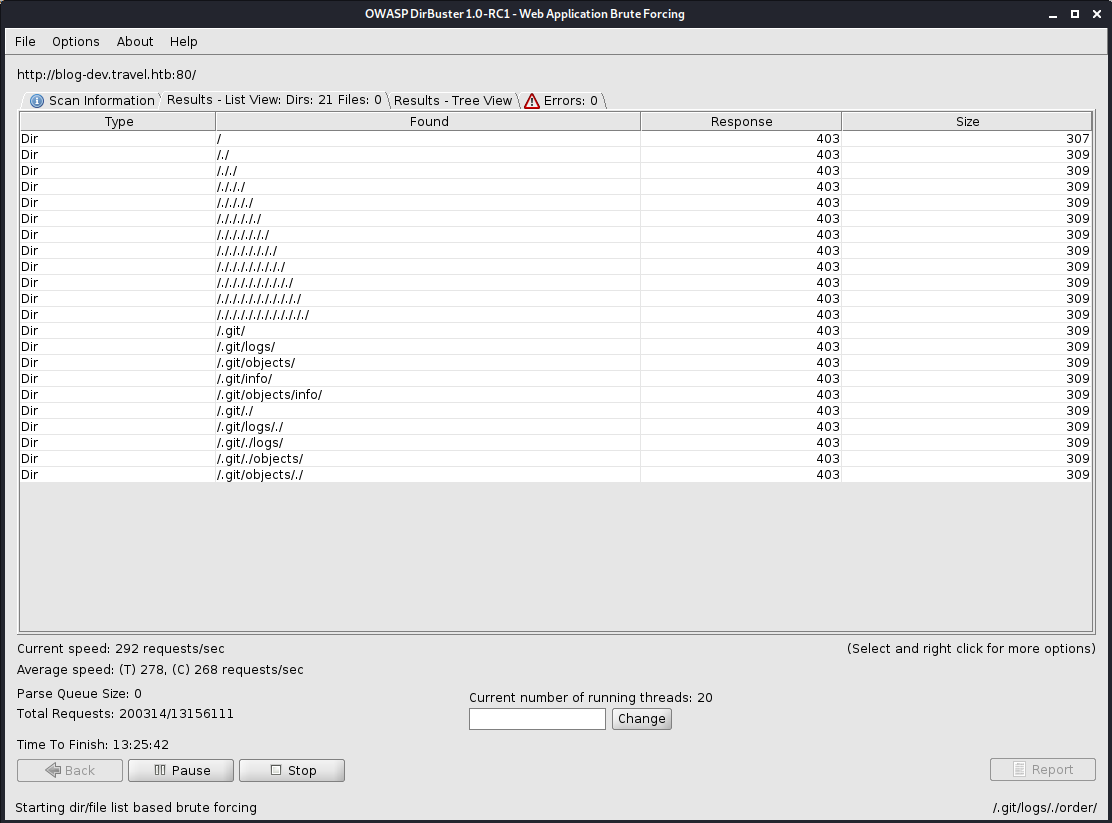 OWASP DirBuster 1.0-RC1 - Web Application Brute Forcing
File Options About Help
http://blog-dev.travel.htb:80/
Scan Information Results - List View: Dirs: 21 Files: 0 Results - Tree View Errors: 0
Type Found Response Size
Dir / 403 307
Dir /./ 403 309
Dir /././ 403 309
Dir /./././ 403 309
Dir /././././ 403 309
Dir /./././././ 403 309
Dir /././././././ 403 309
Dir /./././././././ 403 309
Dir /././././././././ 403 309
Dir /./././././././././ 403 309
Dir /././././././././././ 403 309
Dir /./././././././././././ 403 309
Dir /.git/ 403 309
Dir /.git/logs/ 403 309
Dir /.git/objects/ 403 309
Dir /.git/info/ 403 309
Dir /.git/objects/info/ 403 309
Dir /.git/./ 403 309
Dir /.git/logs/./ 403 309
Dir /.git/./logs/ 403 309
Dir /.git/./objects/ 403 309
Dir /.git/objects/./ 403 309
Current speed: 292 requests/sec (Select and right click for more options)
Average speed: (T) 278, (C) 268 requests/sec
Parse Queue Size: 0
Current number of running threads: 20
Total Requests: 200314/13156111
Change
Time To Finish: 13:25:42
Back Pause Stop Report
Starting dir/file list based brute forcing /.git/logs/./order/